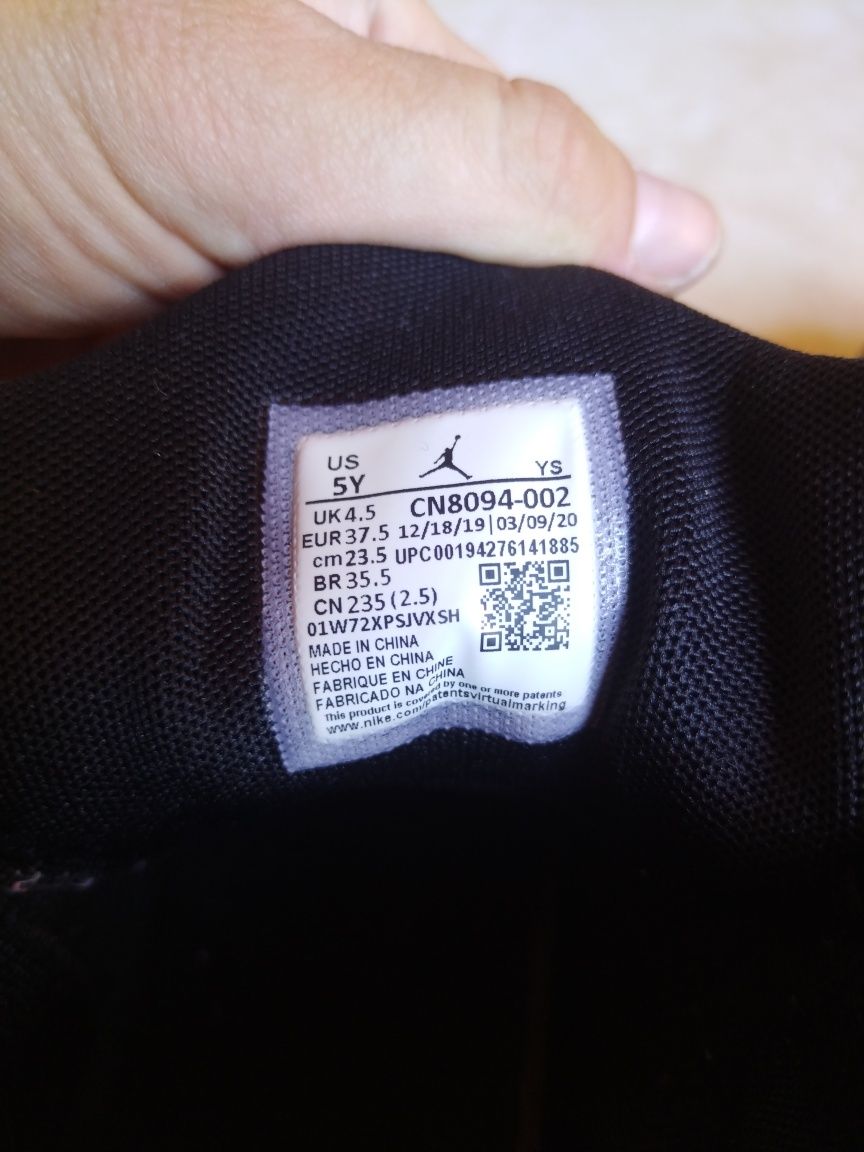 US YS
5Y
UK 4.5 CN8094-002
EUR 37.5 12/18/19|03/09/20
cm 23.5 UPC00194276141885
BR 35.5
CN 235 (2.5)
01W72XPSJVXSH
MADE IN CHINA
HECHO EN CHINA
FABRIQUE EN CHINE
FABRICADO NA CHINA
This product is covered by one or more patents
www.nike.com/patentsvirtualmarking